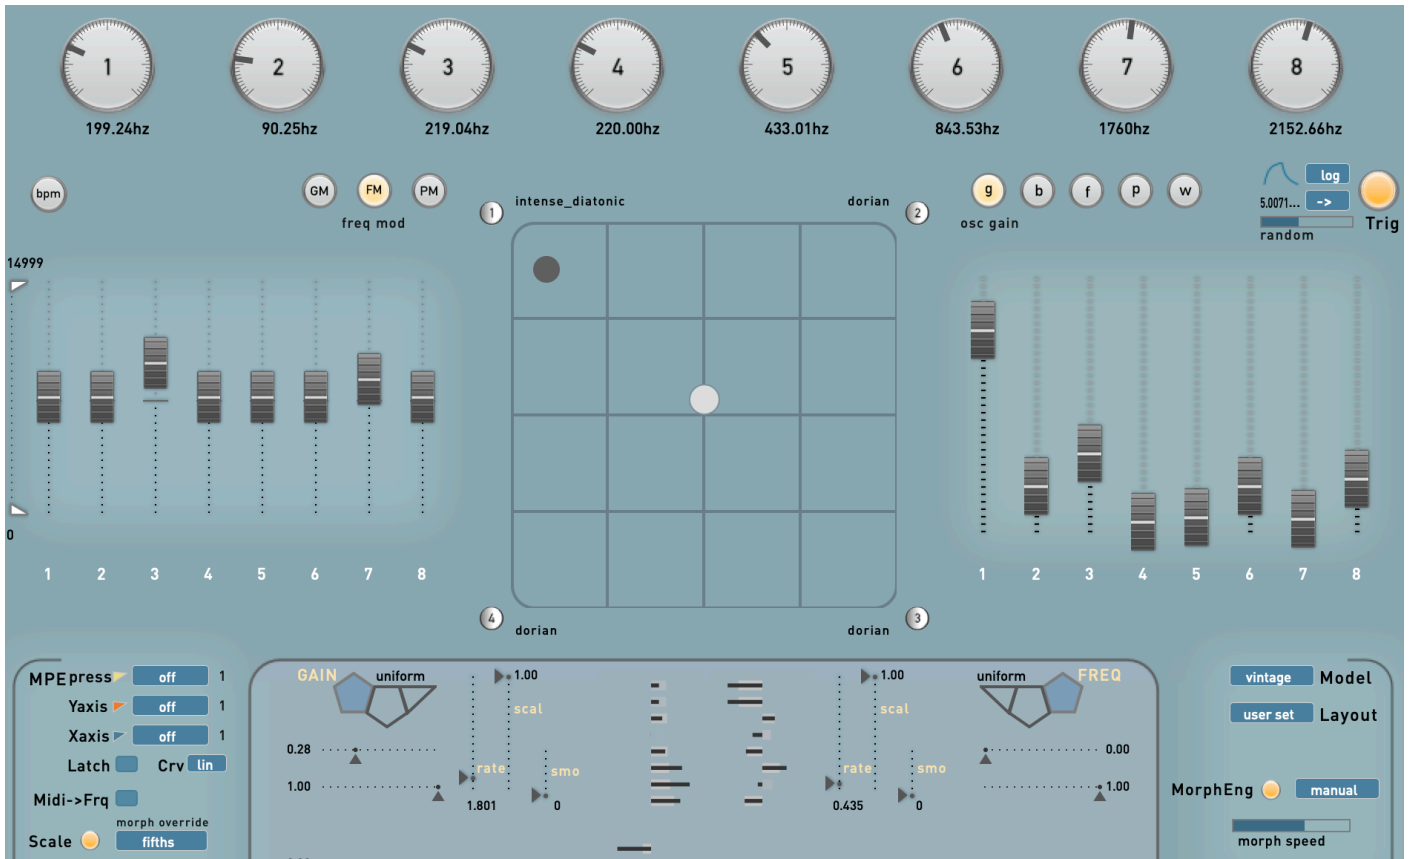 1 2 3 4 5 6 7 8
199.24hz 90.25hz 219.04hz 220.00hz 433.01hz 843.53hz 1760hz 2152.66hz
bpm GM FM PM
freq mod
1 intense_diatonic dorian 2
g b f p w
osc gain
log
5.0071... ->
random Trig
14999
0
1 2 3 4 5 6 7 8
1 2 3 4 5 6 7 8
4 dorian dorian 3
MPE press off 1
Yaxis off 1
Xaxis off 1
Latch Crv lin
Midi->Frq
morph override
Scale fifths
GAIN uniform 1.00
scal
0.28
rate smo
1.00
1.801 0
1.00 uniform FREQ
scal
0.00
rate smo
1.00
0.435 0
vintage Model
user set Layout
MorphEng manual
morph speed